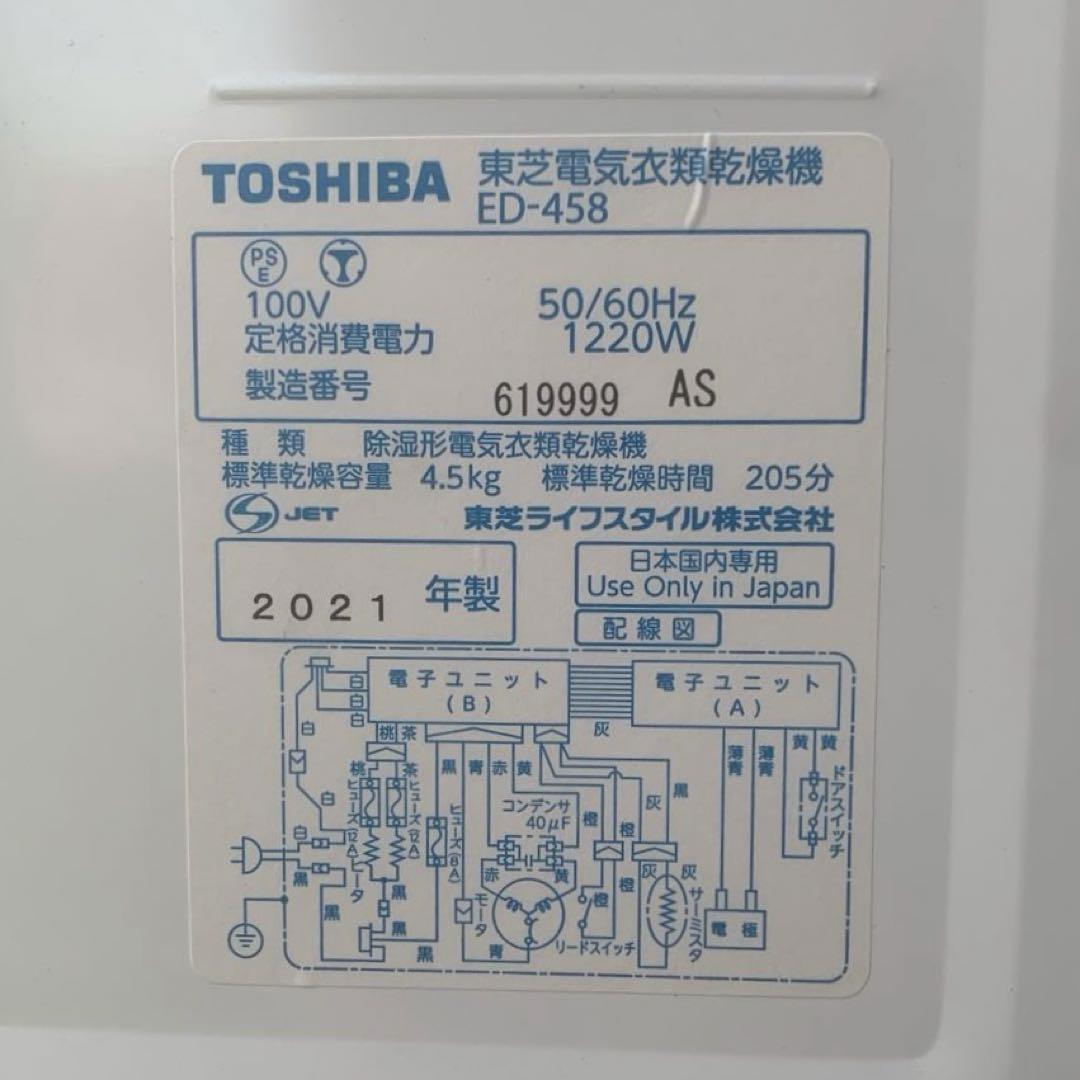 TOSHIBA 東芝電気衣類乾燥機
ED-458
PS
E
100V 50/60Hz
定格消費電力 1220W
製造番号 619999 AS
種 類 除湿形電気衣類乾燥機
標準乾燥容量 4.5kg 標準乾燥時間 205分
JET 東芝ライフスタイル株式会社
2021 年製
日本国内専用
Use Only in Japan
配線図
電子ユニット
(B)
電子ユニット
(A)
白
白
白
白
桃 茶
灰
桃 茶
黒 青 赤 黄
薄青 薄青
黄 黄
ドアスイッチ
黒
灰
ヒューズ(12A)
ヒューズ(12A)
ヒューズ(8A)
コンデンサ
40μF
橙
橙
白
白
黒
ヒータ
赤 黄
橙
灰 灰
黒
黒
モータ
橙
サーミスタ
電極
黒
黒
青
リードスイッチ